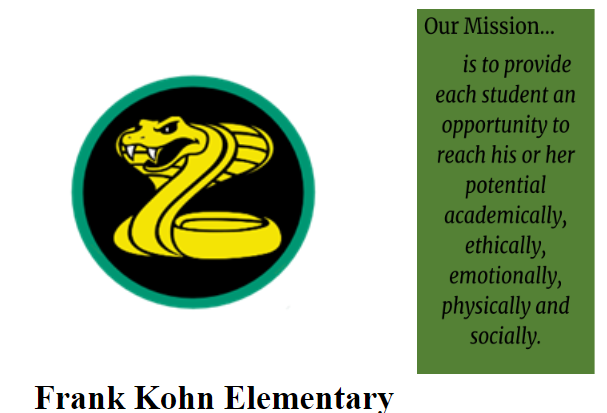 Our Mission...
is to provide
each student an
opportunity to
reach his or her
potential
academically,
ethically,
emotionally,
physically and
socially.
Frank Kohn Elementary